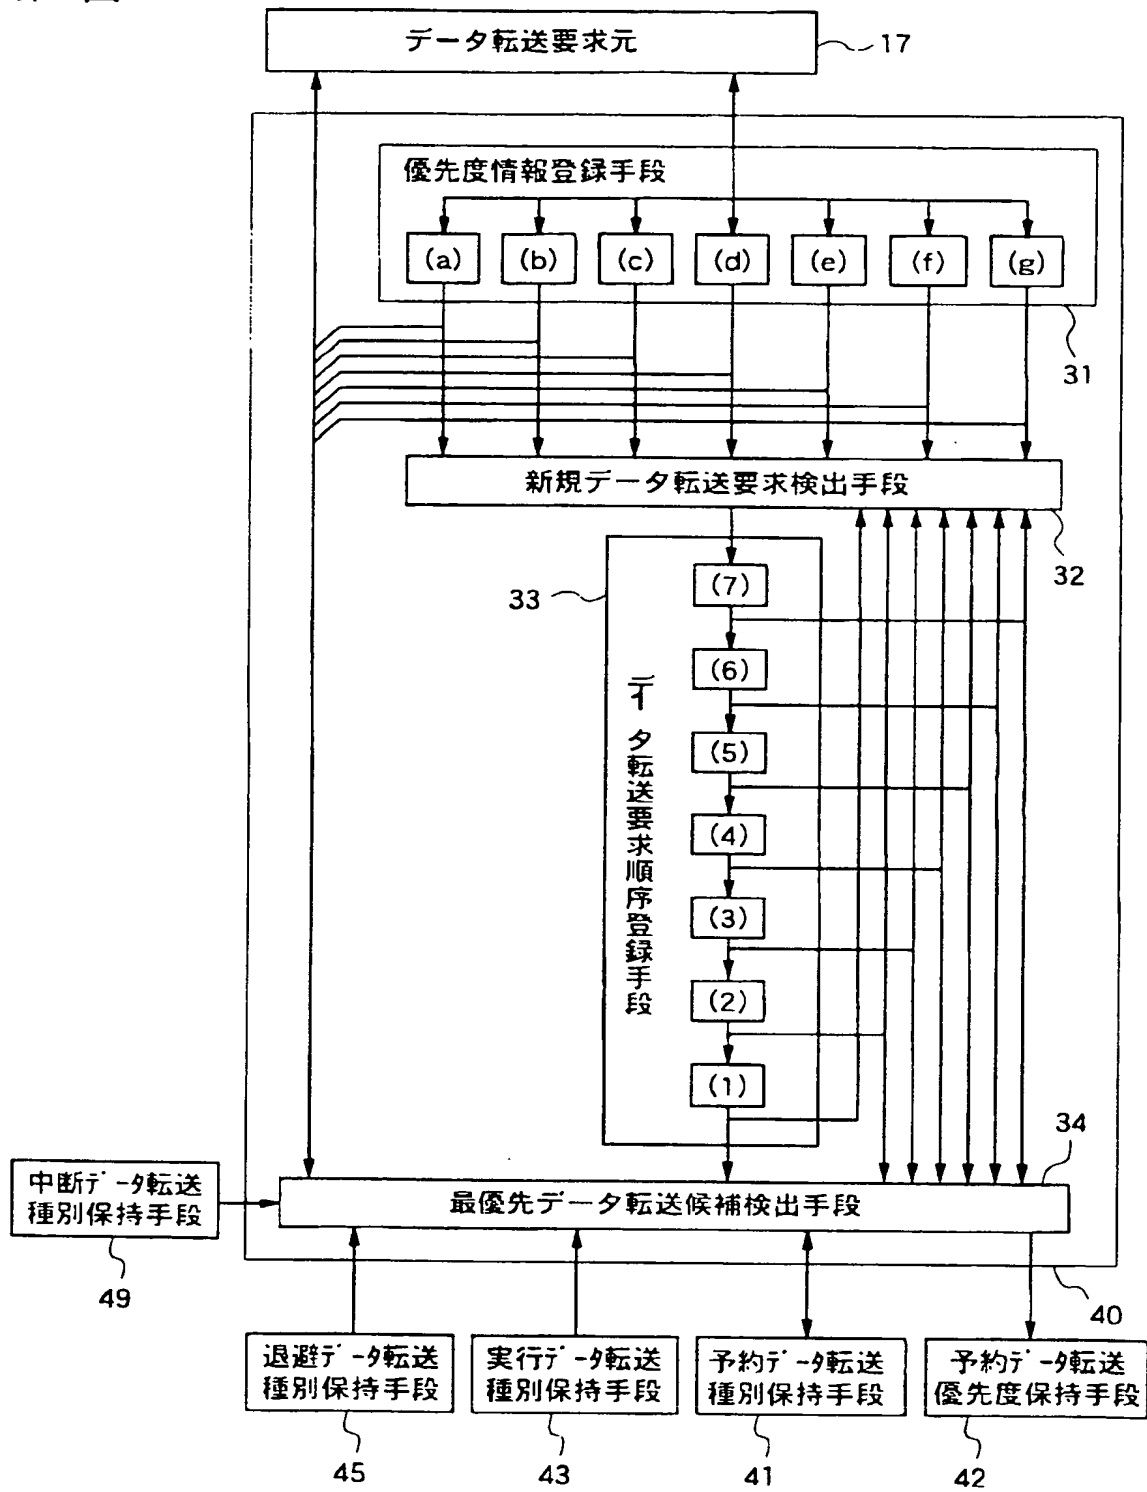 データ転送要求元
17
優先度情報登録手段
(a) (b) (c) (d) (e) (f) (g)
31
新規データ転送要求検出手段
32
33
(7)
(6)
(5)
(4)
(3)
(2)
(1)
データ転送要求順序登録手段
34
中断データ転送
種別保持手段
49
最優先データ転送候補検出手段
40
退避データ転送
種別保持手段
45
実行データ転送
種別保持手段
43
予約データ転送
種別保持手段
41
予約データ転送
優先度保持手段
42